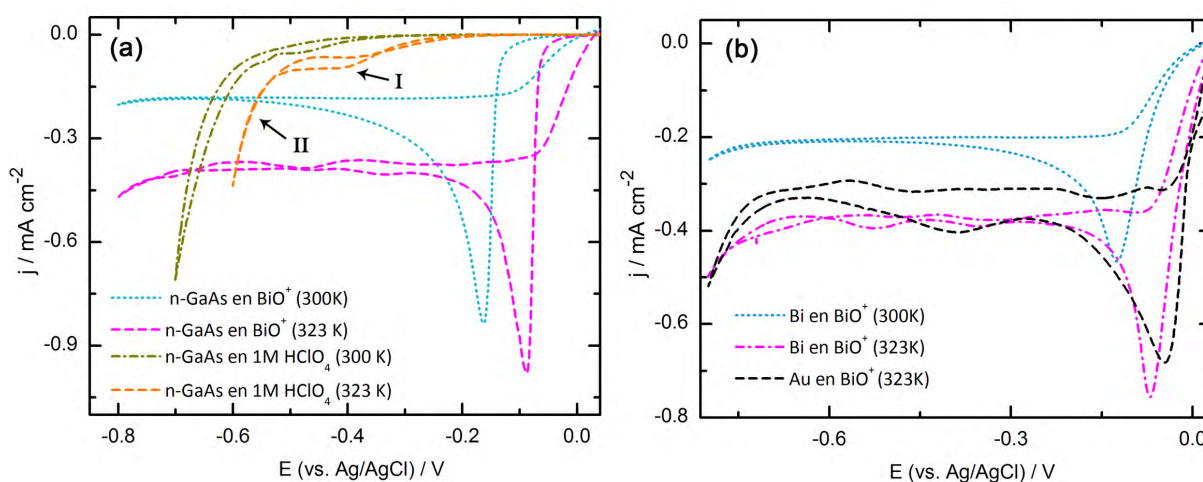 (a)
0.0
-0.3
-0.6
-0.9
j / mA cm⁻²
I
II
n-GaAs en BiO⁺ (300K)
n-GaAs en BiO⁺ (323 K)
n-GaAs en 1M HClO₄ (300 K)
n-GaAs en 1M HClO₄ (323 K)
-0.8 -0.6 -0.4 -0.2 0.0
E (vs. Ag/AgCl) / V
(b)
0.0
-0.2
-0.4
-0.6
-0.8
j / mA cm⁻²
Bi en BiO⁺ (300K)
Bi en BiO⁺ (323K)
Au en BiO⁺ (323K)
-0.6 -0.3 0.0
E (vs. Ag/AgCl) / V